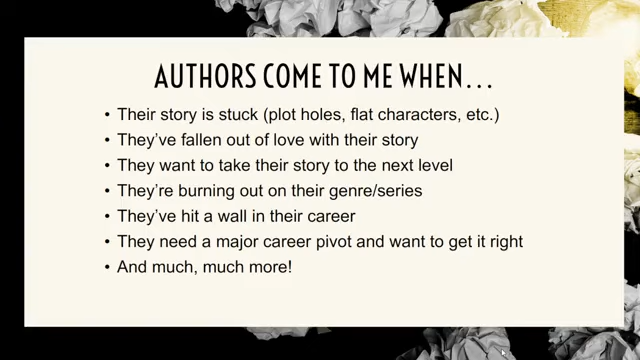 AUTHORS COME TO ME WHEN...
• Their story is stuck (plot holes, flat characters, etc.)
• They've fallen out of love with their story
• They want to take their story to the next level
• They're burning out on their genre/series
• They've hit a wall in their career
• They need a major career pivot and want to get it right
• And much, much more!